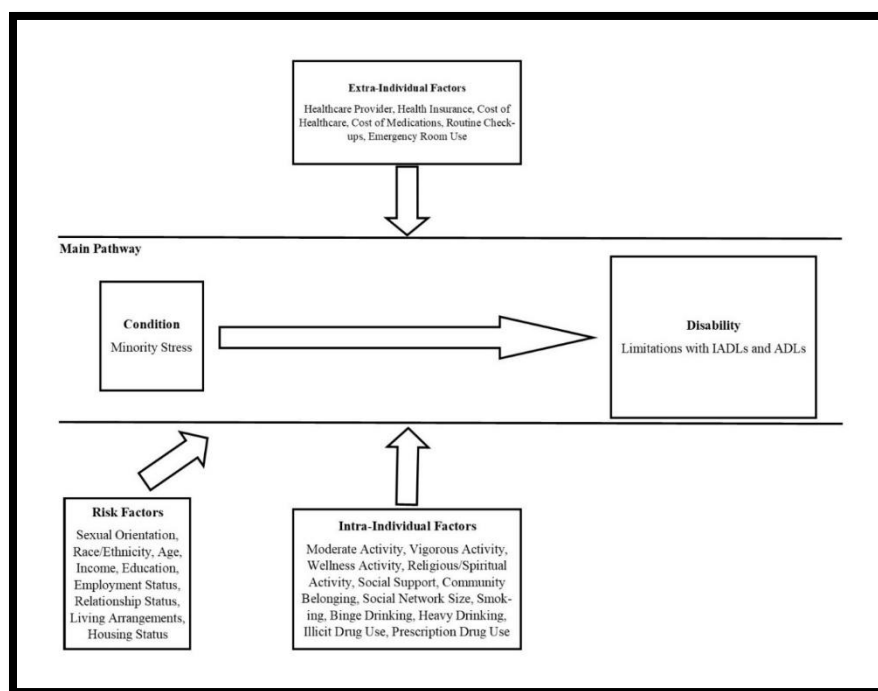 Extra-Individual Factors
Healthcare Provider, Health Insurance, Cost of
Healthcare, Cost of Medications, Routine Check-
ups, Emergency Room Use
Main Pathway
Condition
Minority Stress
Disability
Limitations with IADLs and ADLs
Risk Factors
Sexual Orientation,
Race/Ethnicity, Age,
Income, Education,
Employment Status,
Relationship Status,
Living Arrangements,
Housing Status
Intra-Individual Factors
Moderate Activity, Vigorous Activity,
Wellness Activity, Religious/Spiritual
Activity, Social Support, Community
Belonging, Social Network Size, Smok-
ing, Binge Drinking, Heavy Drinking,
Illicit Drug Use, Prescription Drug Use